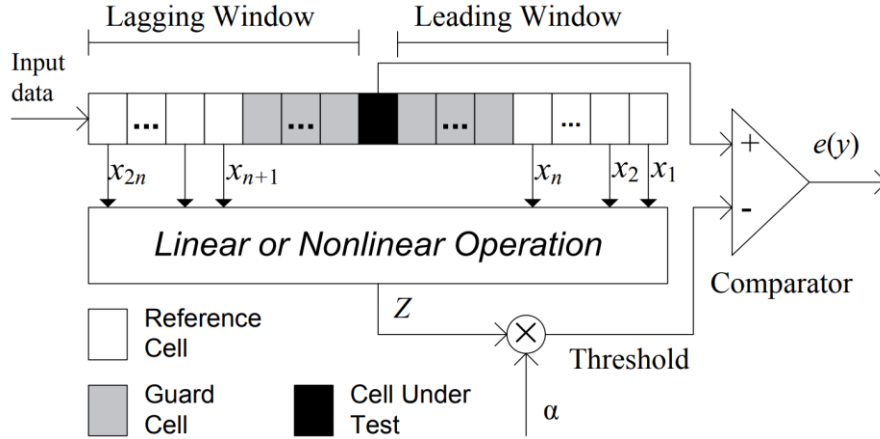 Lagging Window
Leading Window
Input
data
... ... ... ...
x2n
xn+1
xn
x2
x1
+
-
e(y)
Linear or Nonlinear Operation
Comparator
Z
×
Threshold
α
Reference
Cell
Guard
Cell
Cell Under
Test